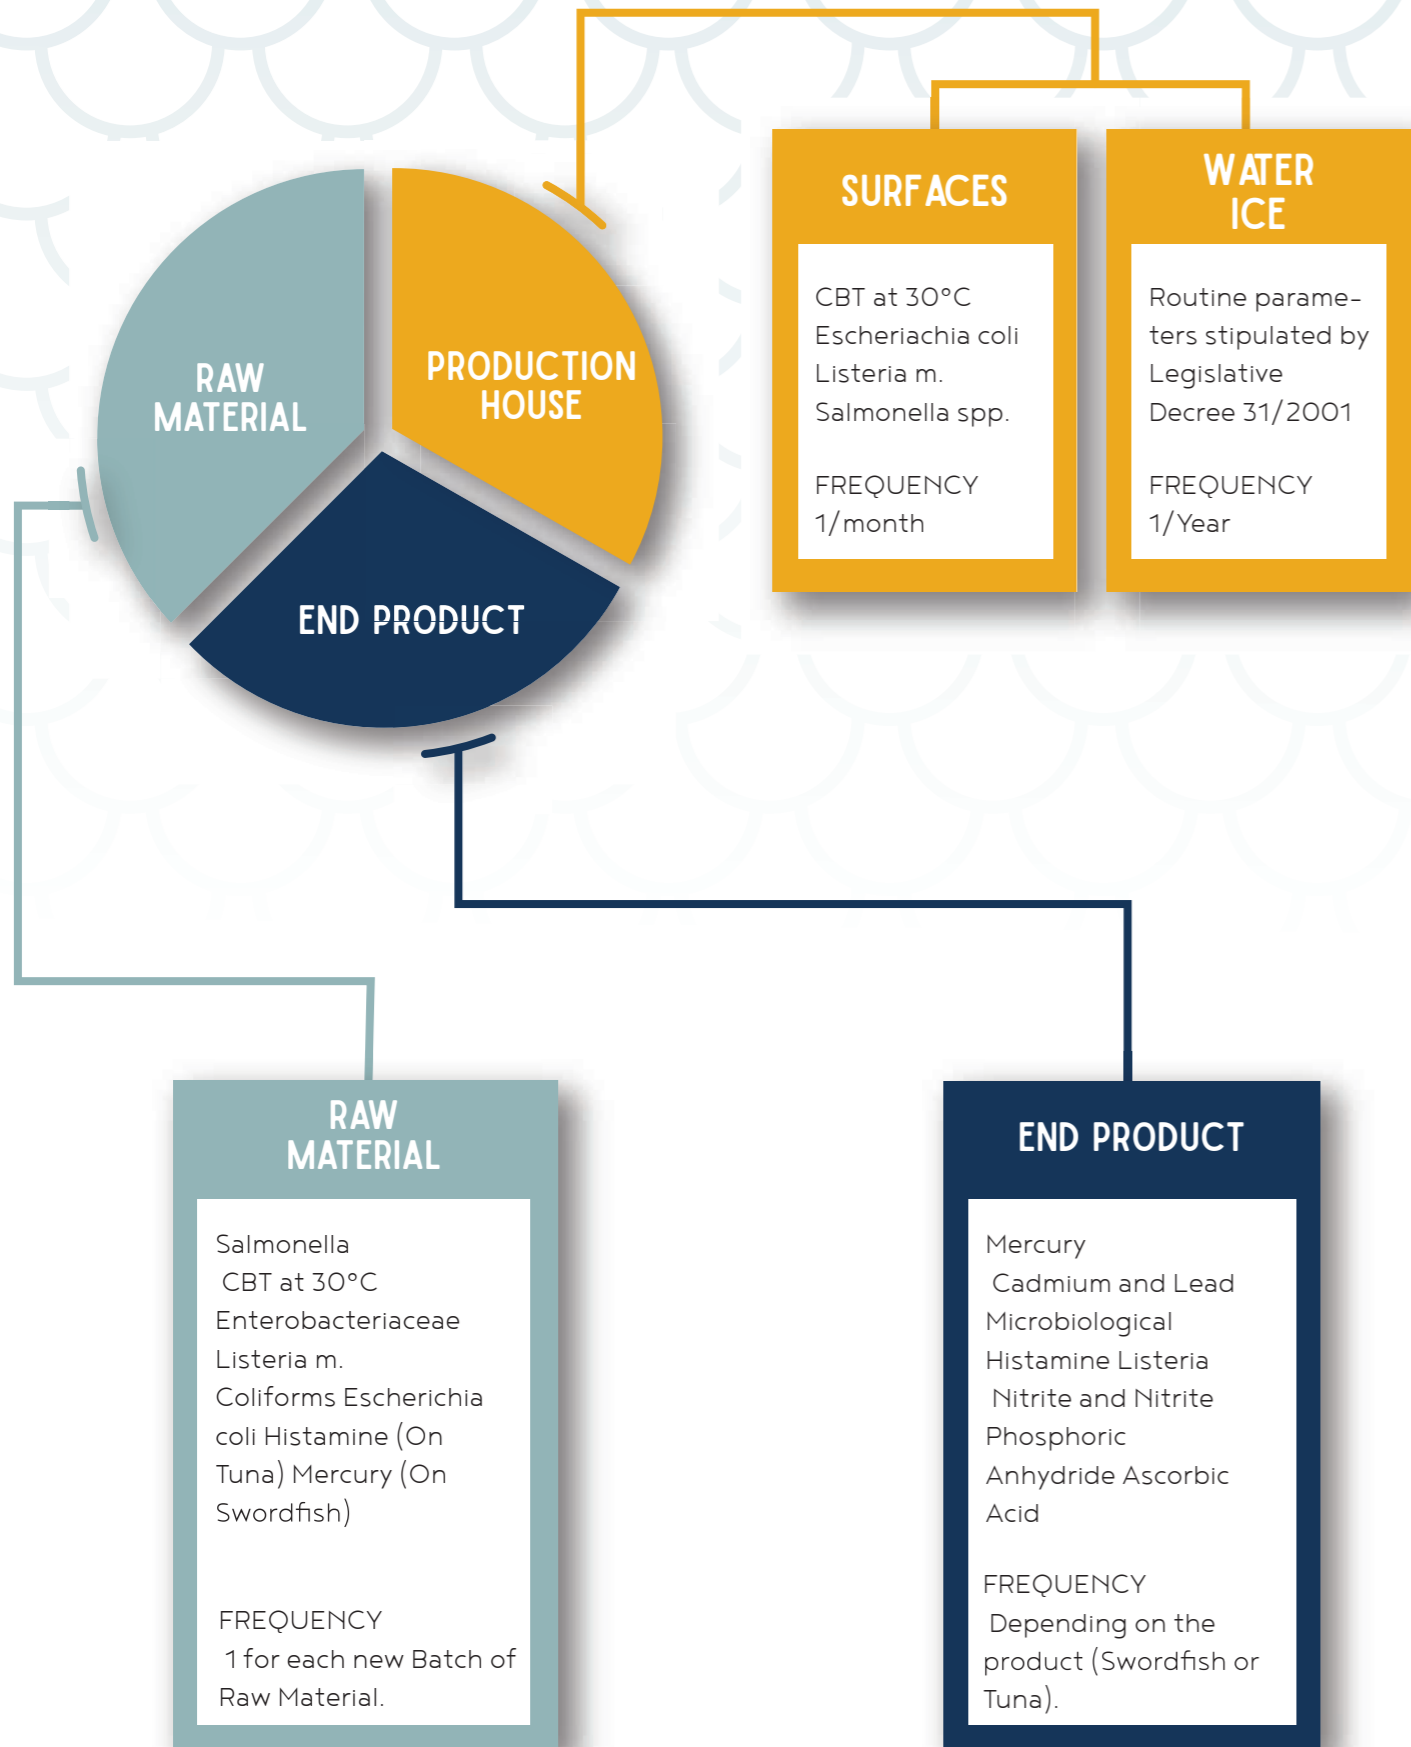 RAW
MATERIAL
PRODUCTION
HOUSE
END PRODUCT
SURFACES
CBT at 30°C
Escheriachia coli
Listeria m.
Salmonella spp.
FREQUENCY
1/month
WATER
ICE
Routine parame-
ters stipulated by
Legislative
Decree 31/2001
FREQUENCY
1/Year
RAW
MATERIAL
Salmonella
CBT at 30°C
Enterobacteriaceae
Listeria m.
Coliforms Escherichia
coli Histamine (On
Tuna) Mercury (On
Swordfish)
FREQUENCY
1 for each new Batch of
Raw Material.
END PRODUCT
Mercury
Cadmium and Lead
Microbiological
Histamine Listeria
Nitrite and Nitrite
Phosphoric
Anhydride Ascorbic
Acid
FREQUENCY
Depending on the
product (Swordfish or
Tuna).